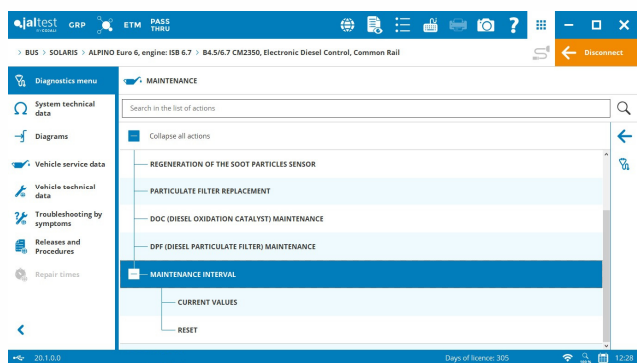 jaltest
BY COJALI
GRP
ETM
PASS
THRU
?
> BUS > SOLARIS > ALPINO Euro 6, engine: ISB 6.7 > B4.5/6.7 CM2350, Electronic Diesel Control, Common Rail
Disconnect
Diagnostics menu
System technical
data
Diagrams
Vehicle service data
Vehicle technical
data
Troubleshooting by
symptoms
Releases and
Procedures
Repair times
MAINTENANCE
Search in the list of actions
Collapse all actions
REGENERATION OF THE SOOT PARTICLES SENSOR
PARTICULATE FILTER REPLACEMENT
DOC (DIESEL OXIDATION CATALYST) MAINTENANCE
DPF (DIESEL PARTICULATE FILTER) MAINTENANCE
MAINTENANCE INTERVAL
CURRENT VALUES
RESET
20.1.0.0
Days of licence: 305
12:28